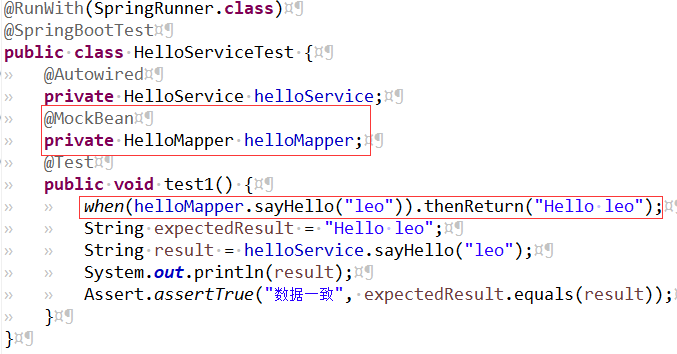 @RunWith(SpringRunner.class)¤¶
@SpringBootTest¤¶
public·class·HelloServiceTest·{¤¶
» @Autowired¤¶
» private·HelloService·helloService;¤¶
» @MockBean¤¶
» private·HelloMapper·helloMapper;¤¶
» @Test¤¶
» public·void·test1()·{¤¶
» » when(helloMapper.sayHello("leo")).thenReturn("Hello·leo");¤¶
» » String·expectedResult·=·"Hello·leo";¤¶
» » String·result·=·helloService.sayHello("leo");¤¶
» » System.out.println(result);¤¶
» » Assert.assertTrue("数据一致",·expectedResult.equals(result));¤¶
» }¤¶
}¤¶